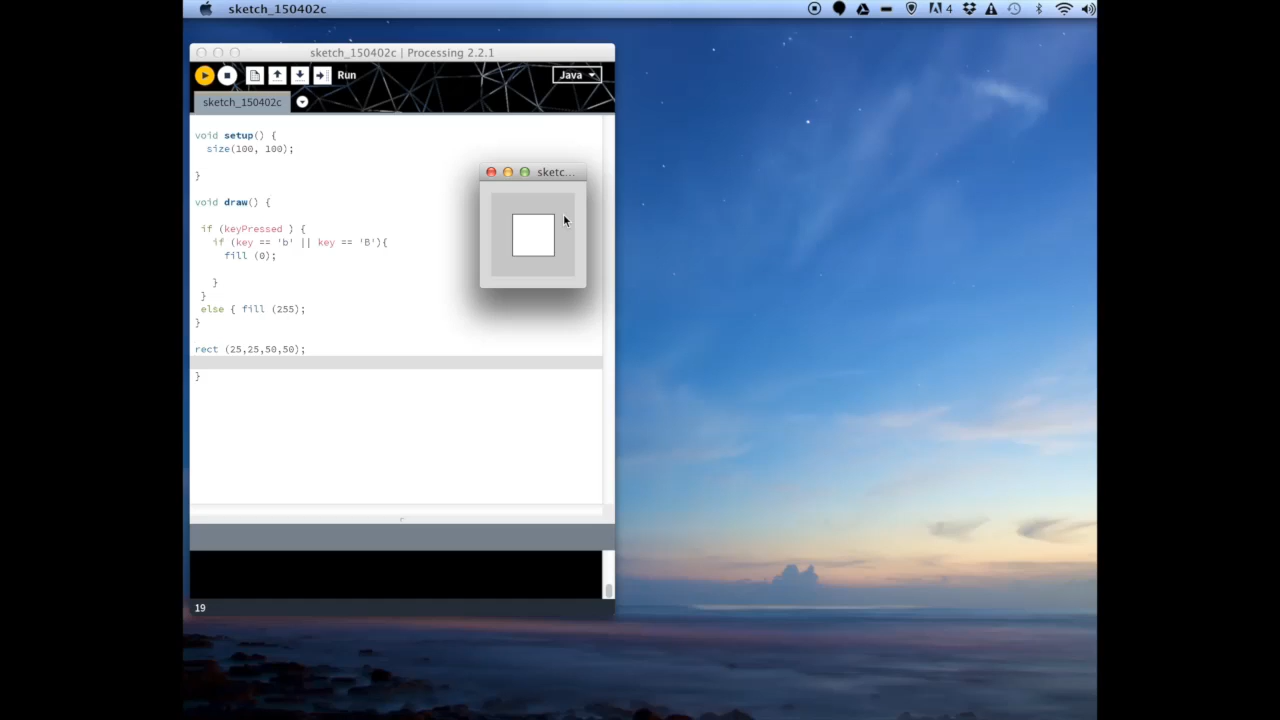 sketch_150402c
4
sketch_150402c | Processing 2.2.1
Run
Java
sketch_150402c
void setup() {
size(100, 100);
}
void draw() {
if (keyPressed ) {
if (key == 'b' || key == 'B'){
fill (0);
}
}
else { fill (255);
}
rect (25,25,50,50);
}
sketc...
19